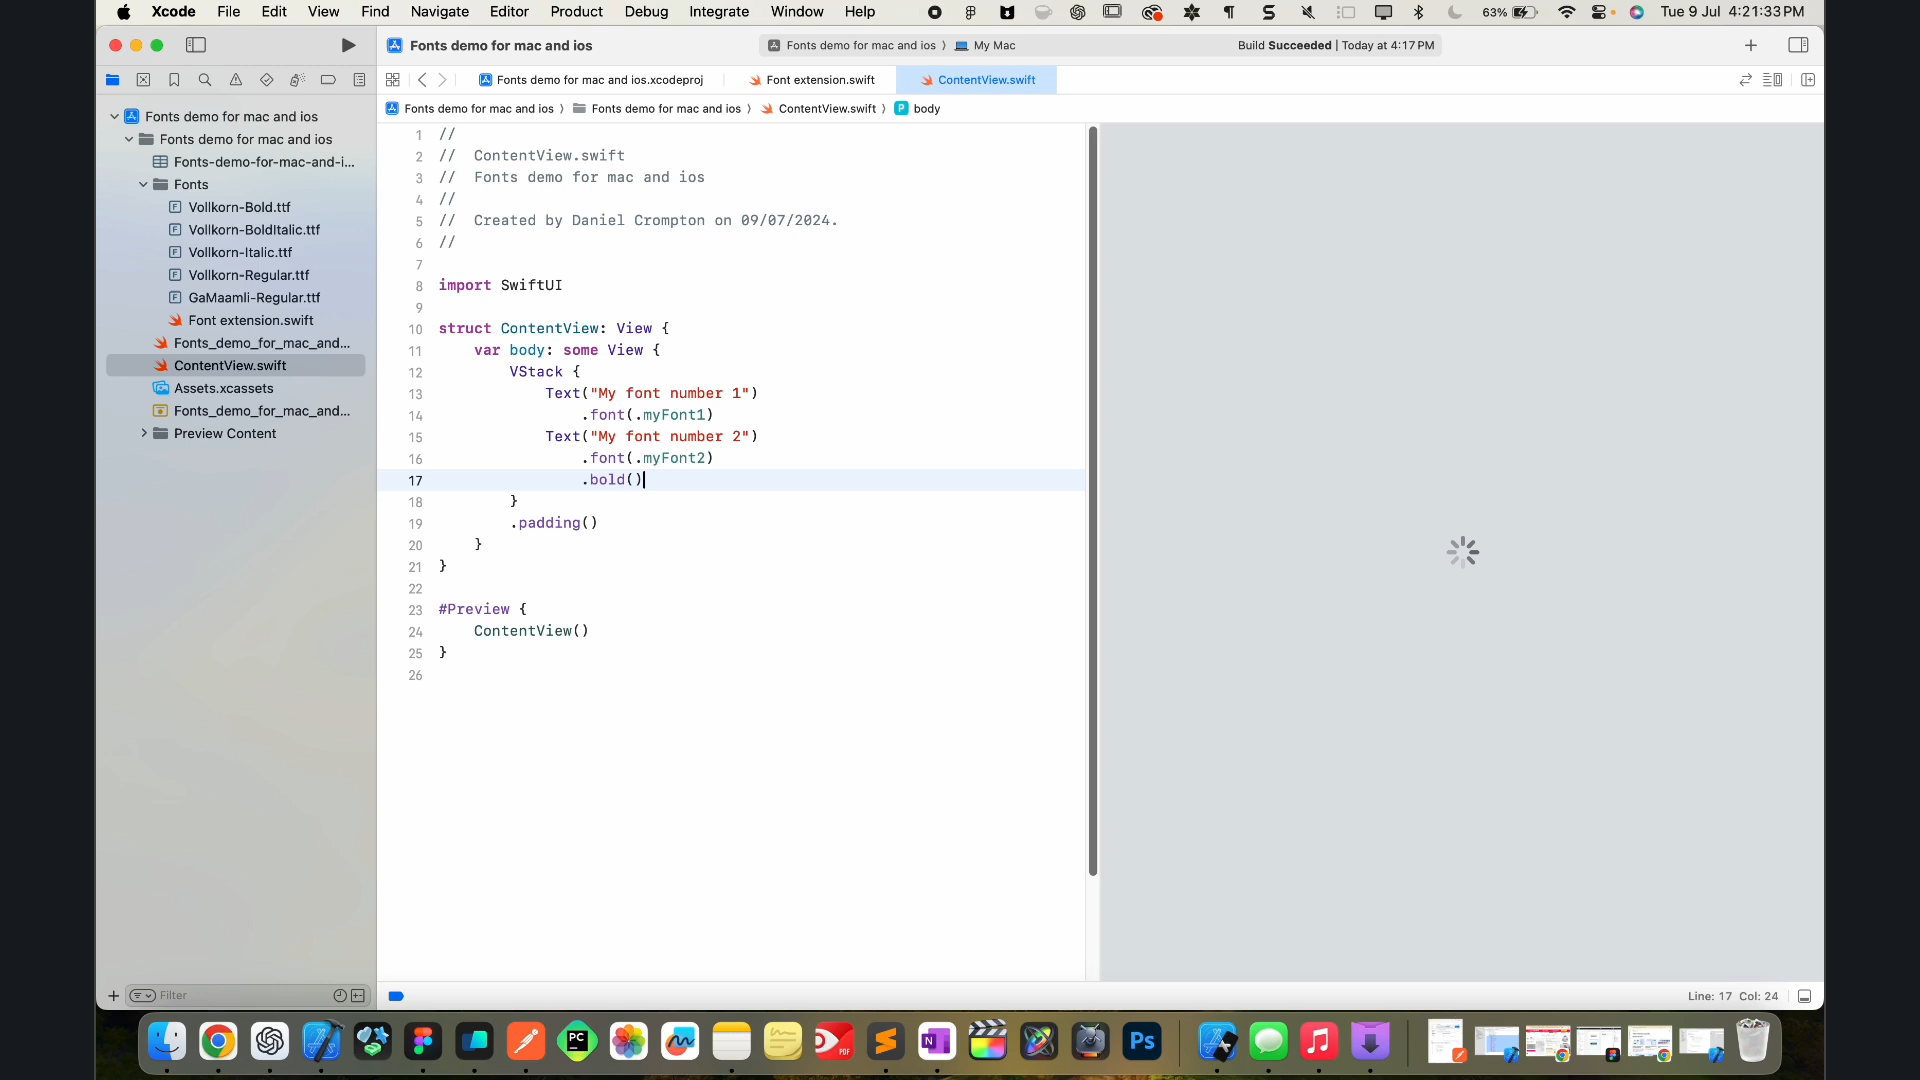 Xcode File Edit View Find Navigate Editor Product Debug Integrate Window Help 63% Tue 9 Jul 4:21:33 PM
Fonts demo for mac and ios
Fonts demo for mac and ios 〉 My Mac
Build Succeeded | Today at 4:17 PM
Fonts demo for mac and ios.xcodeproj
Font extension.swift
ContentView.swift
Fonts demo for mac and ios 〉 Fonts demo for mac and ios 〉 ContentView.swift 〉 P body
Fonts demo for mac and ios
Fonts demo for mac and ios
Fonts-demo-for-mac-and-i...
Fonts
Vollkorn-Bold.ttf
Vollkorn-BoldItalic.ttf
Vollkorn-Italic.ttf
Vollkorn-Regular.ttf
GaMaamli-Regular.ttf
Font extension.swift
Fonts_demo_for_mac_and...
ContentView.swift
Assets.xcassets
Fonts_demo_for_mac_and...
Preview Content
1 //
2 // ContentView.swift
3 // Fonts demo for mac and ios
4 //
5 // Created by Daniel Crompton on 09/07/2024.
6 //
7
8 import SwiftUI
9
10 struct ContentView: View {
11 var body: some View {
12 VStack {
13 Text("My font number 1")
14 .font(.myFont1)
15 Text("My font number 2")
16 .font(.myFont2)
17 .bold()
18 }
19 .padding()
20 }
21 }
22
23 #Preview {
24 ContentView()
25 }
26
Filter
Line: 17 Col: 24
PC
PDF
N
Ps